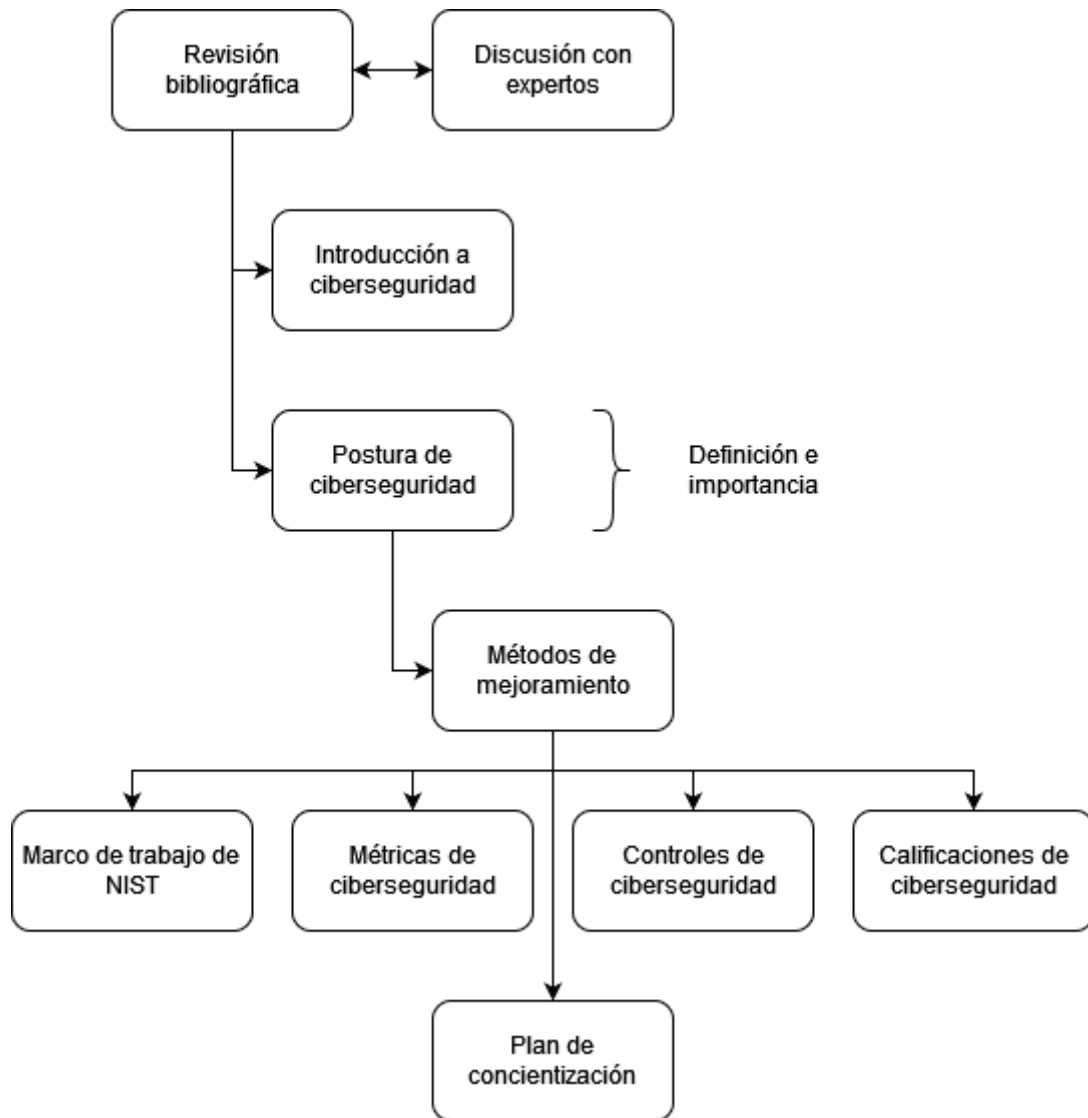 Revisión
bibliográfica
Discusión con
expertos
Introducción a
ciberseguridad
Postura de
ciberseguridad
Definición e
importancia
Métodos de
mejoramiento
Marco de trabajo de
NIST
Métricas de
ciberseguridad
Controles de
ciberseguridad
Calificaciones de
ciberseguridad
Plan de
concientización